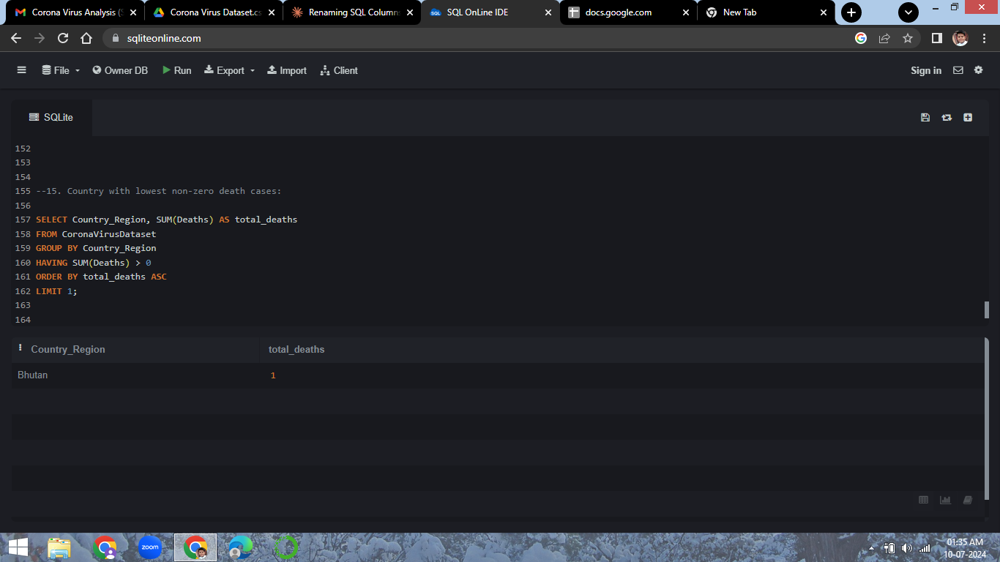 Corona Virus Analysis (S
Corona Virus Dataset.cs
Renaming SQL Column
SQL OnLine IDE
docs.google.com
New Tab
sqliteonline.com
File
Owner DB
Run
Export
Import
Client
Sign in
SQLite
152
153
154
155 --15. Country with lowest non-zero death cases:
156
157 SELECT Country_Region, SUM(Deaths) AS total_deaths
158 FROM CoronaVirusDataset
159 GROUP BY Country_Region
160 HAVING SUM(Deaths) > 0
161 ORDER BY total_deaths ASC
162 LIMIT 1;
163
164
Country_Region total_deaths
Bhutan 1
zoom
01:35 AM
10-07-2024